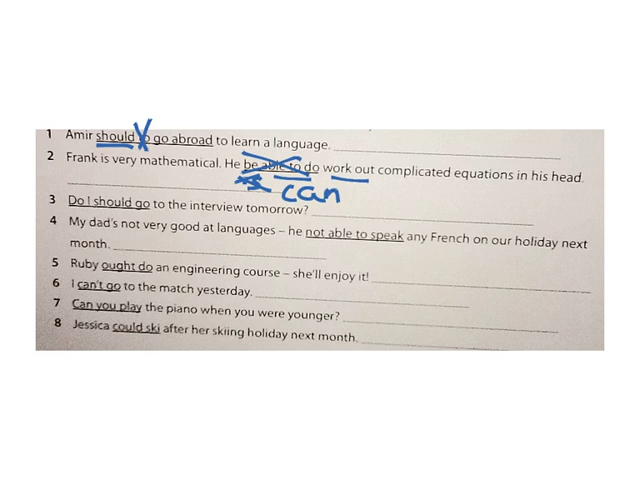 1 Amir should to go abroad to learn a language.
2 Frank is very mathematical. He be able to do work out complicated equations in his head.
can
3 Do I should go to the interview tomorrow?
4 My dad's not very good at languages – he not able to speak any French on our holiday next
month.
5 Ruby ought do an engineering course – she'll enjoy it!
6 I can't go to the match yesterday.
7 Can you play the piano when you were younger?
8 Jessica could ski after her skiing holiday next month.